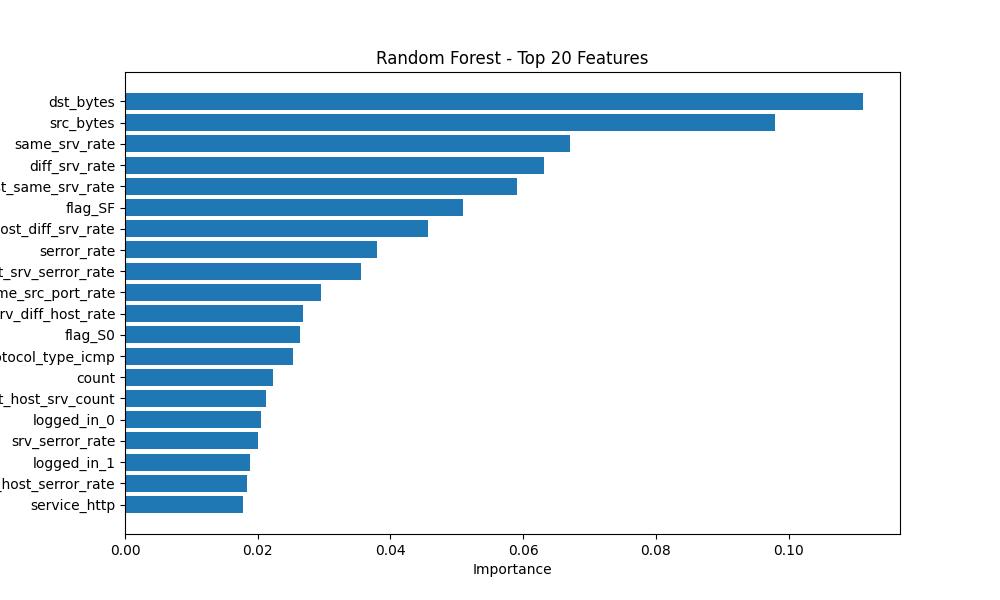 Random Forest - Top 20 Features
dst_bytes
src_bytes
same_srv_rate
diff_srv_rate
t_same_srv_rate
flag_SF
ost_diff_srv_rate
serror_rate
t_srv_serror_rate
me_src_port_rate
rv_diff_host_rate
flag_S0
otocol_type_icmp
count
t_host_srv_count
logged_in_0
srv_serror_rate
logged_in_1
_host_serror_rate
service_http
0.00 0.02 0.04 0.06 0.08 0.10
Importance